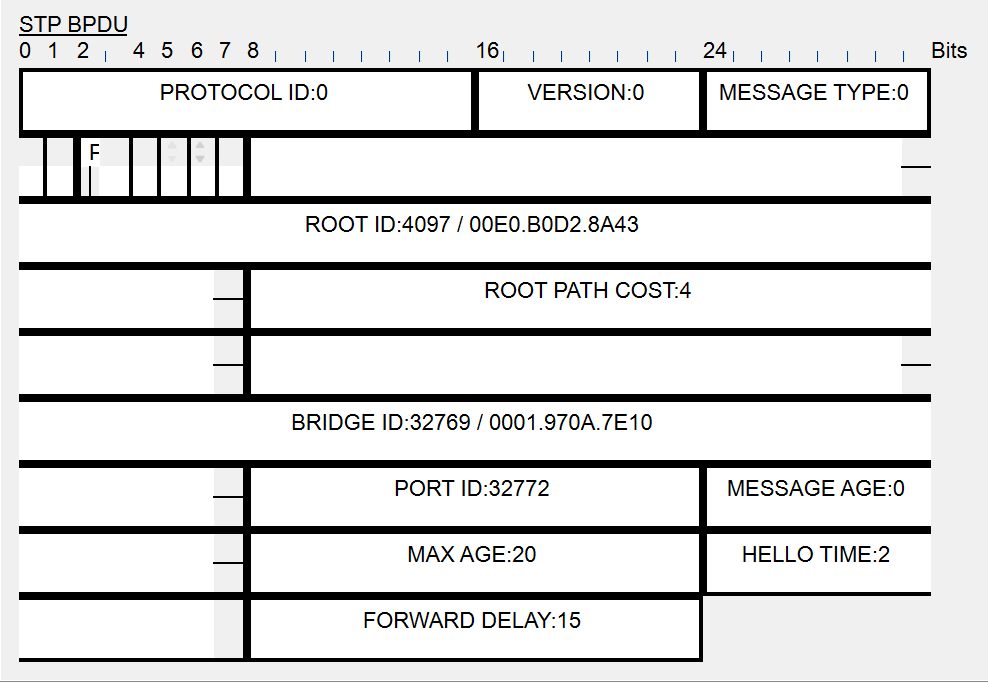 STP BPDU
0 1 2 4 5 6 7 8 16 24 Bits
PROTOCOL ID:0 VERSION:0 MESSAGE TYPE:0
F
ROOT ID:4097 / 00E0.B0D2.8A43
ROOT PATH COST:4
BRIDGE ID:32769 / 0001.970A.7E10
PORT ID:32772 MESSAGE AGE:0
MAX AGE:20 HELLO TIME:2
FORWARD DELAY:15